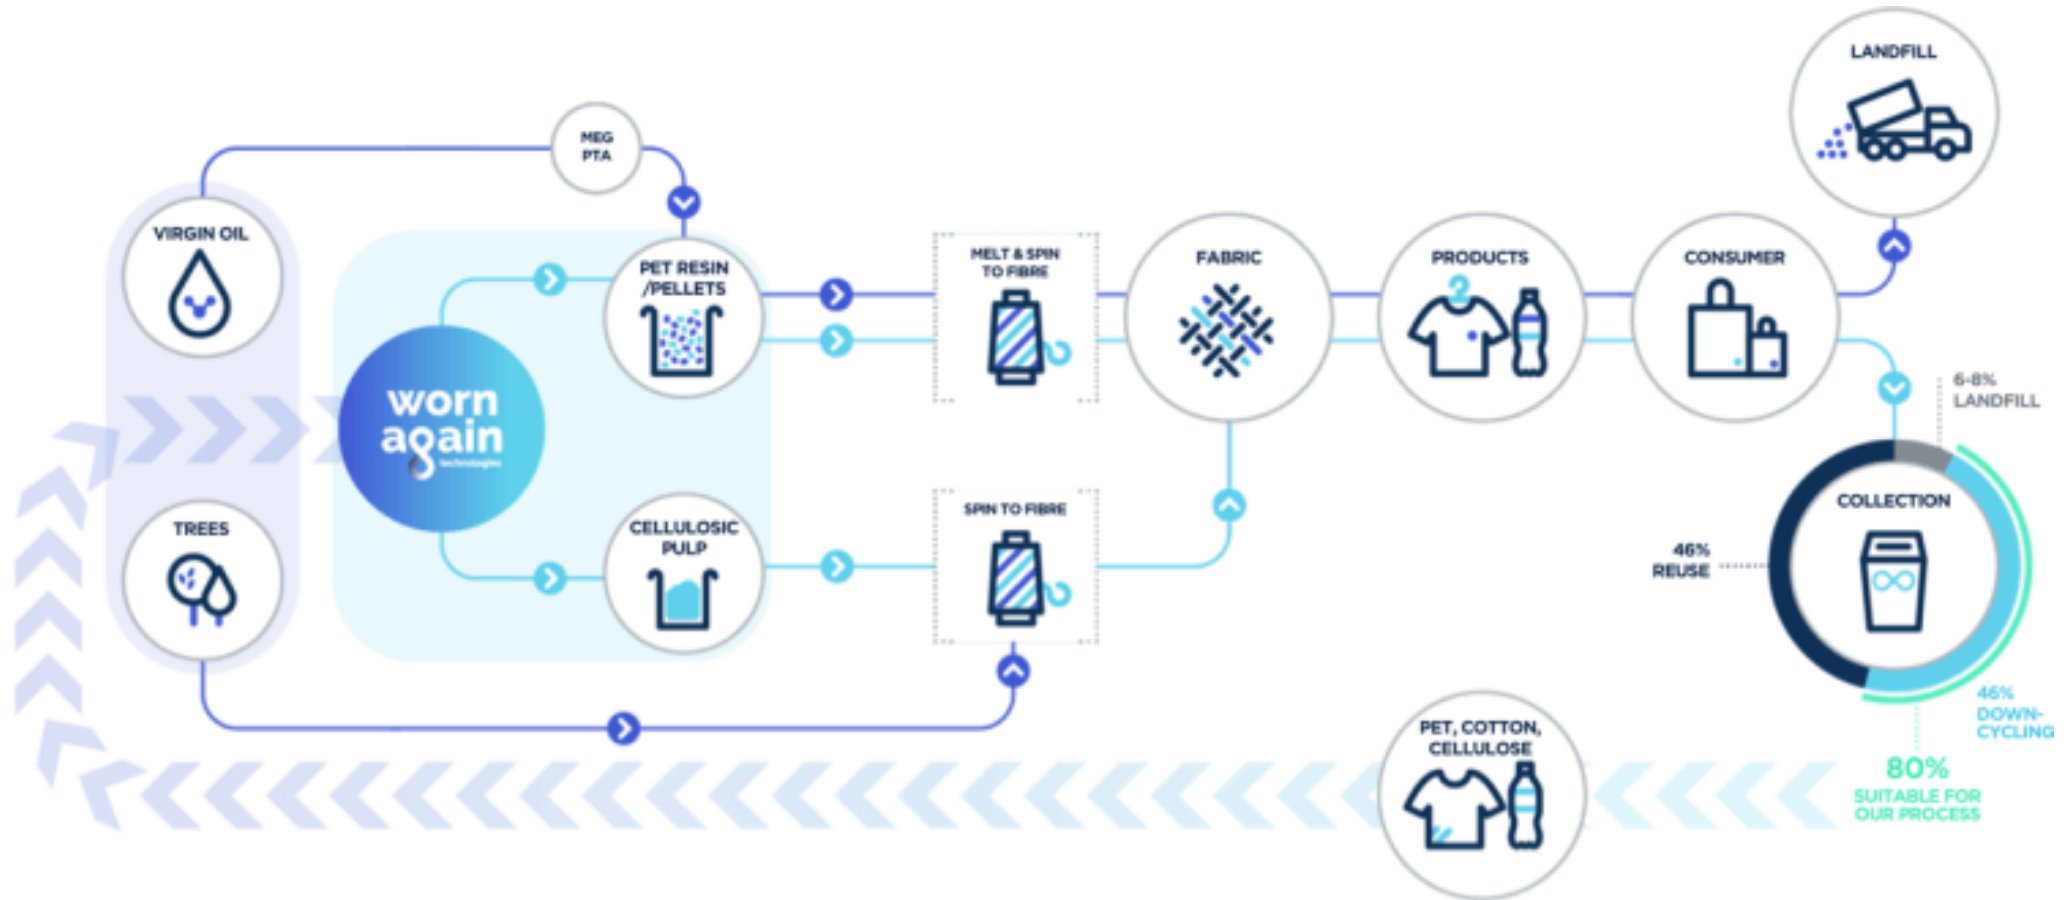 LANDFILL
MEG
PTA
VIRGIN OIL
PET RESIN
/PELLETS
MELT & SPIN
TO FIBRE
FABRIC
PRODUCTS
CONSUMER
6-8%
LANDFILL
worn
again
technologies
COLLECTION
TREES
CELLULOSIC
PULP
SPIN TO FIBRE
46%
REUSE
46%
DOWN-
CYCLING
PET, COTTON,
CELLULOSE
80%
SUITABLE FOR
OUR PROCESS